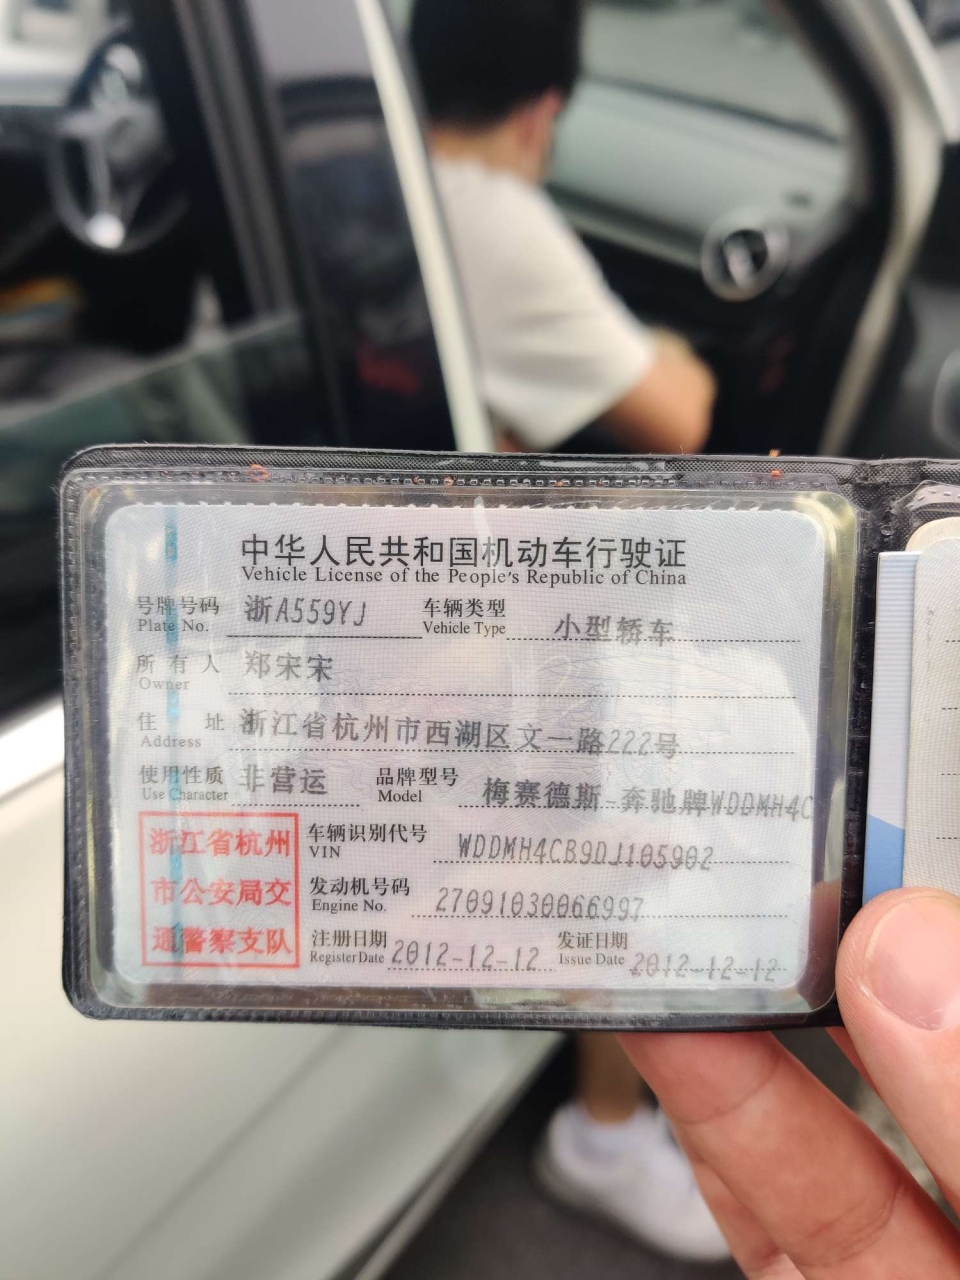 中华人民共和国机动车行驶证
Vehicle License of the People's Republic of China
号牌号码 浙A559YJ 车辆类型 小型轿车
Plate No. Vehicle Type
所有人 郑宋宋
Owner
住址 浙江省杭州市西湖区文一路222号
Address
使用性质 非营运 品牌型号 梅赛德斯-奔驰牌WDDMH4C
Use Character Model
浙江省杭州
市公安局交
通警察支队
车辆识别代号 WDDMH4CB9DJ105902
VIN
发动机号码 27091030066997
Engine No.
注册日期 2012-12-12 发证日期 2012-12-12
Register Date Issue Date